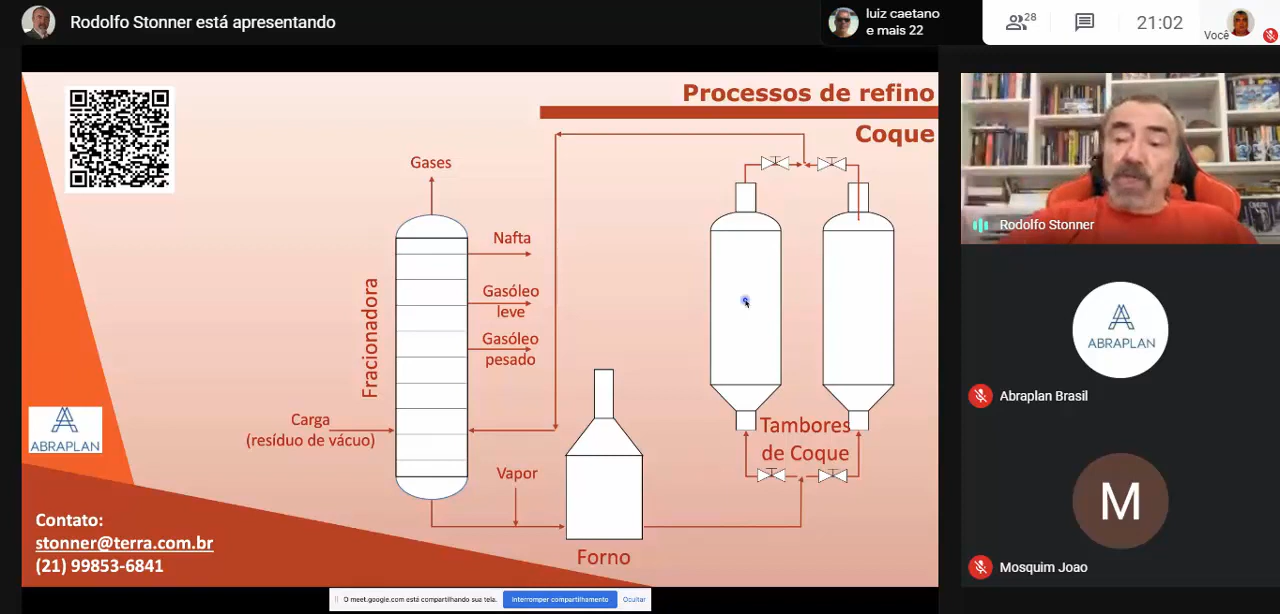 Rodolfo Stonner está apresentando
luiz caetano
e mais 22
28
21:02
Você
Processos de refino
Coque
Gases
Nafta
Gasóleo
leve
Gasóleo
pesado
Fracionadora
Carga
(resíduo de vácuo)
Vapor
Forno
Tambores
de Coque
ABRAPLAN
Contato:
stonner@terra.com.br
(21) 99853-6841
Rodolfo Stonner
ABRAPLAN
Abraplan Brasil
M
Mosquim Joao
O meet.google.com está compartilhando sua tela.
Interromper compartilhamento
Ocultar